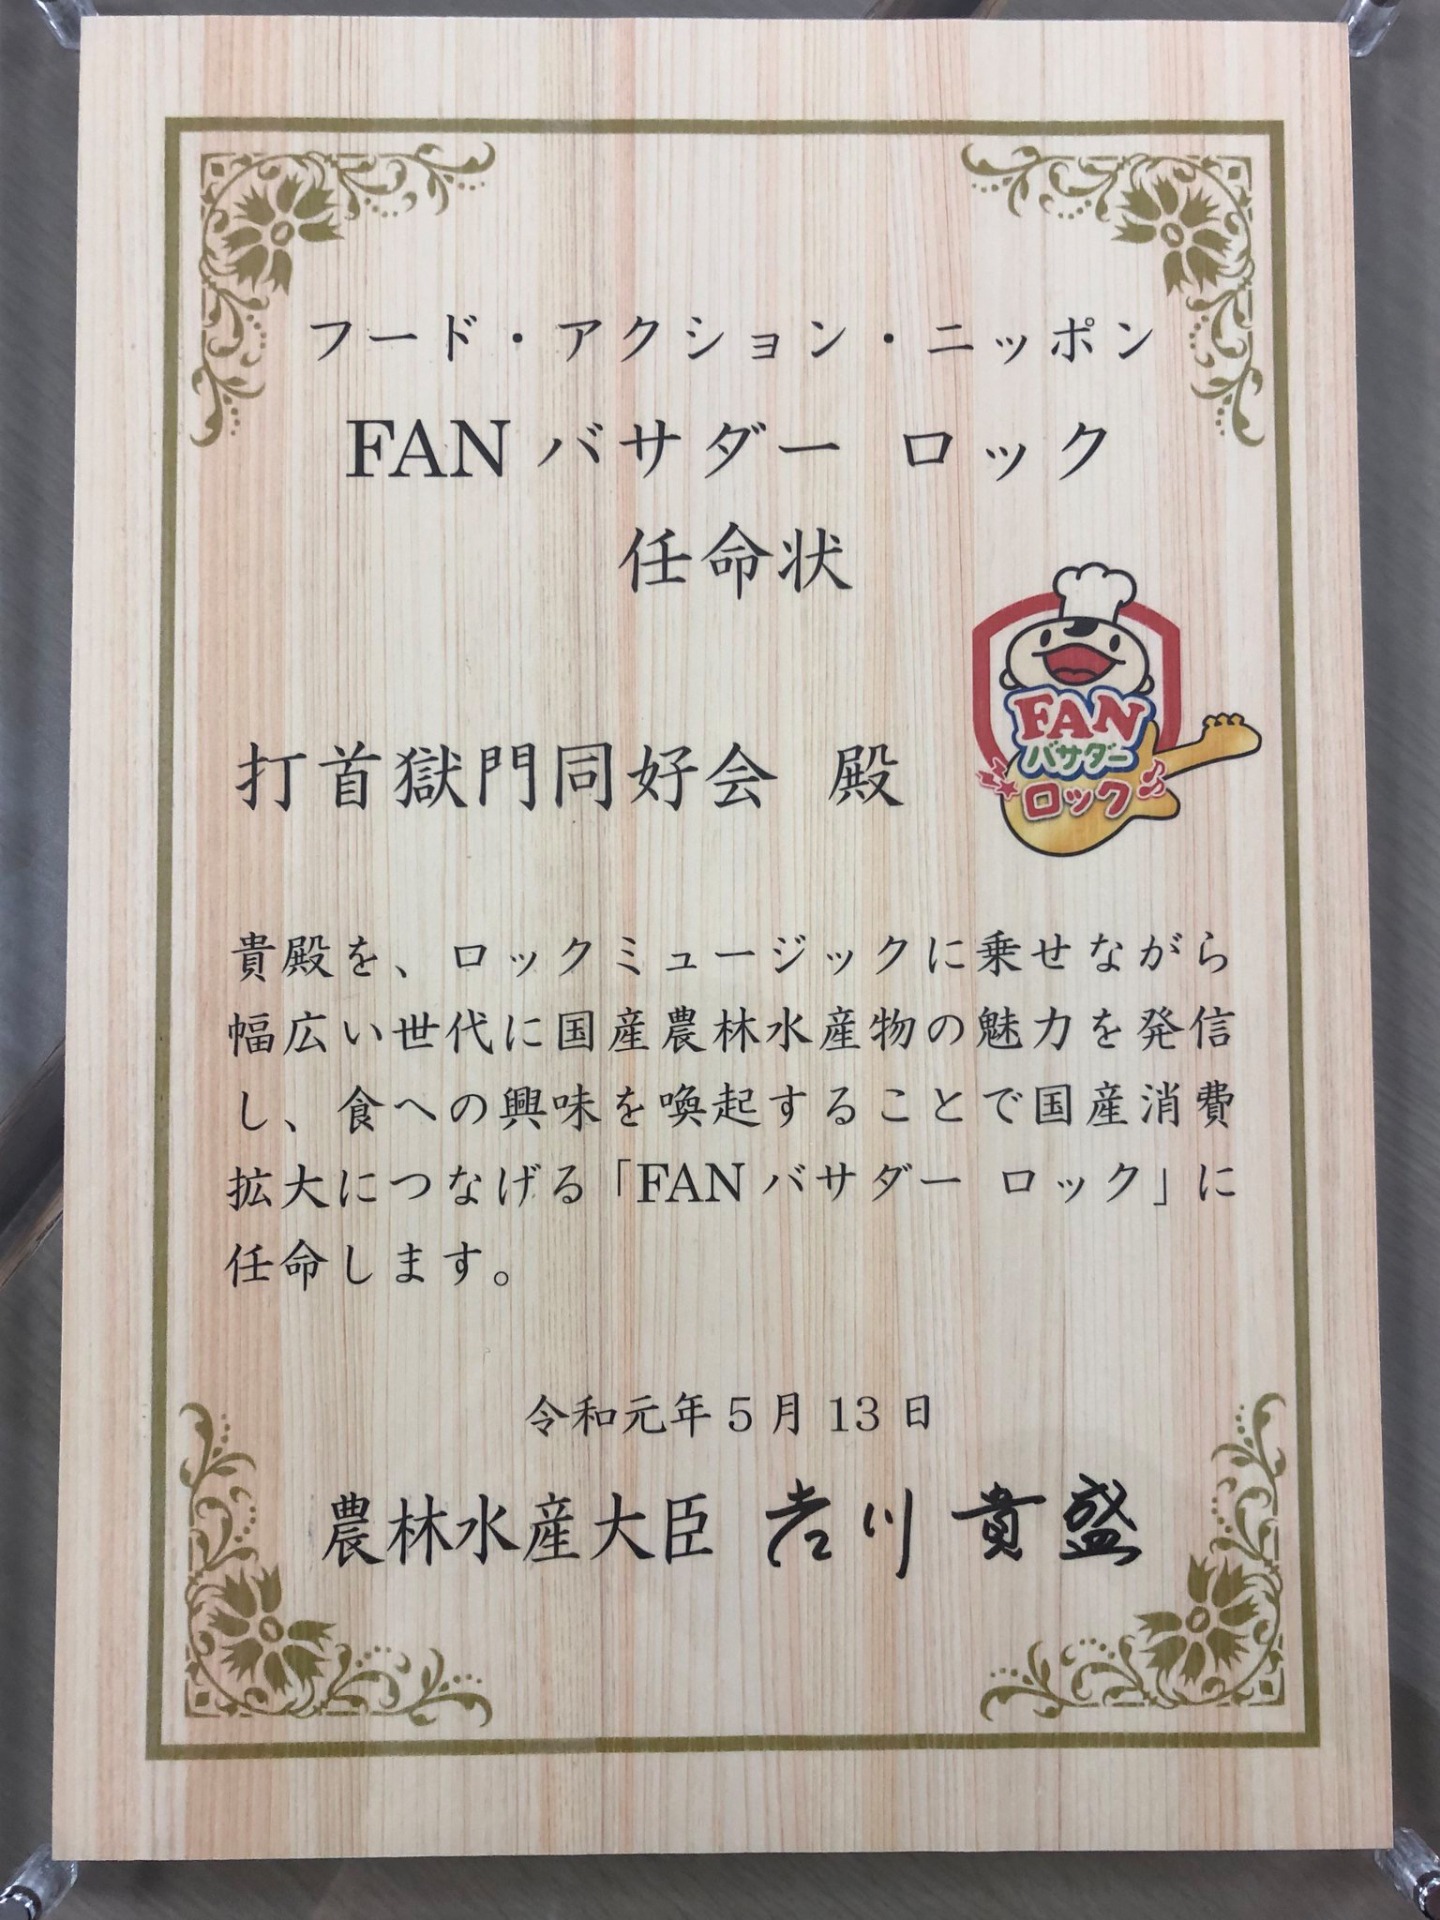 フード・アクション・ニッポン
FANバサダー ロック
任命状
FAN
バサダー
ロック
打首獄門同好会 殿
貴殿を、ロックミュージックに乗せながら
幅広い世代に国産農林水産物の魅力を発信
し、食への興味を喚起することで国産消費
拡大につなげる「FANバサダー ロック」に
任命します。
令和元年5月13日
農林水産大臣 吉川 貴盛